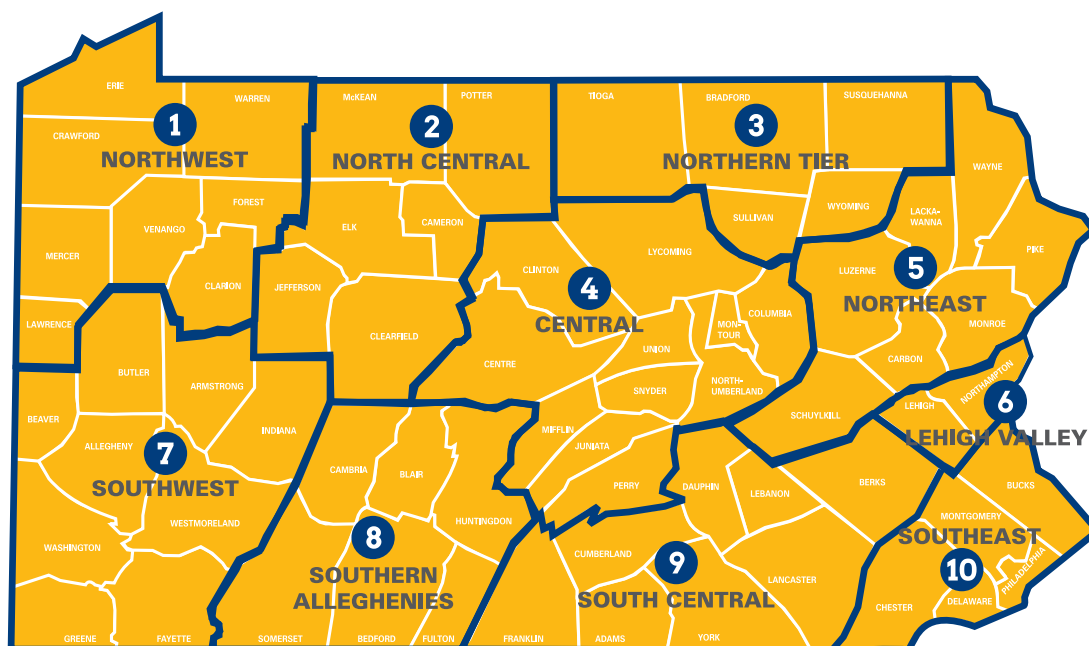 ERIE
WARREN
McKEAN
POTTER
TIOGA
BRADFORD
SUSQUEHANNA
CRAWFORD
1
NORTHWEST
2
NORTH CENTRAL
3
NORTHERN TIER
WAYNE
FOREST
VENANGO
ELK
CAMERON
SULLIVAN
WYOMING
LACKA-
WANNA
MERCER
CLARION
JEFFERSON
CLINTON
LYCOMING
LUZERNE
PIKE
4
CENTRAL
5
NORTHEAST
LAWRENCE
CLEARFIELD
CENTRE
UNION
MON-
TOUR
COLUMBIA
MONROE
CARBON
BUTLER
ARMSTRONG
SNYDER
NORTH-
UMBERLAND
SCHUYLKILL
LEHIGH
NORTHAMPTON
6
LEHIGH VALLEY
BEAVER
ALLEGHENY
INDIANA
7
SOUTHWEST
MIFFLIN
JUNIATA
CAMBRIA
BLAIR
PERRY
DAUPHIN
LEBANON
BERKS
BUCKS
WESTMORELAND
HUNTINGDON
MONTGOMERY
WASHINGTON
8
SOUTHERN
ALLEGHENIES
CUMBERLAND
9
SOUTH CENTRAL
LANCASTER
SOUTHEAST
10
PHILADELPHIA
DELAWARE
CHESTER
GREENE
FAYETTE
SOMERSET
BEDFORD
FULTON
FRANKLIN
ADAMS
YORK